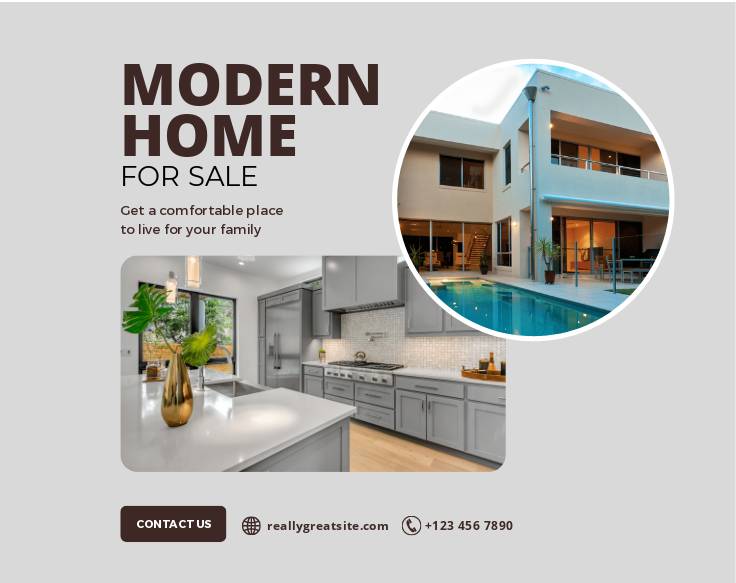 MODERN
HOME
FOR SALE
Get a comfortable place
to live for your family
CONTACT US
reallygreatsite.com
+123 456 7890